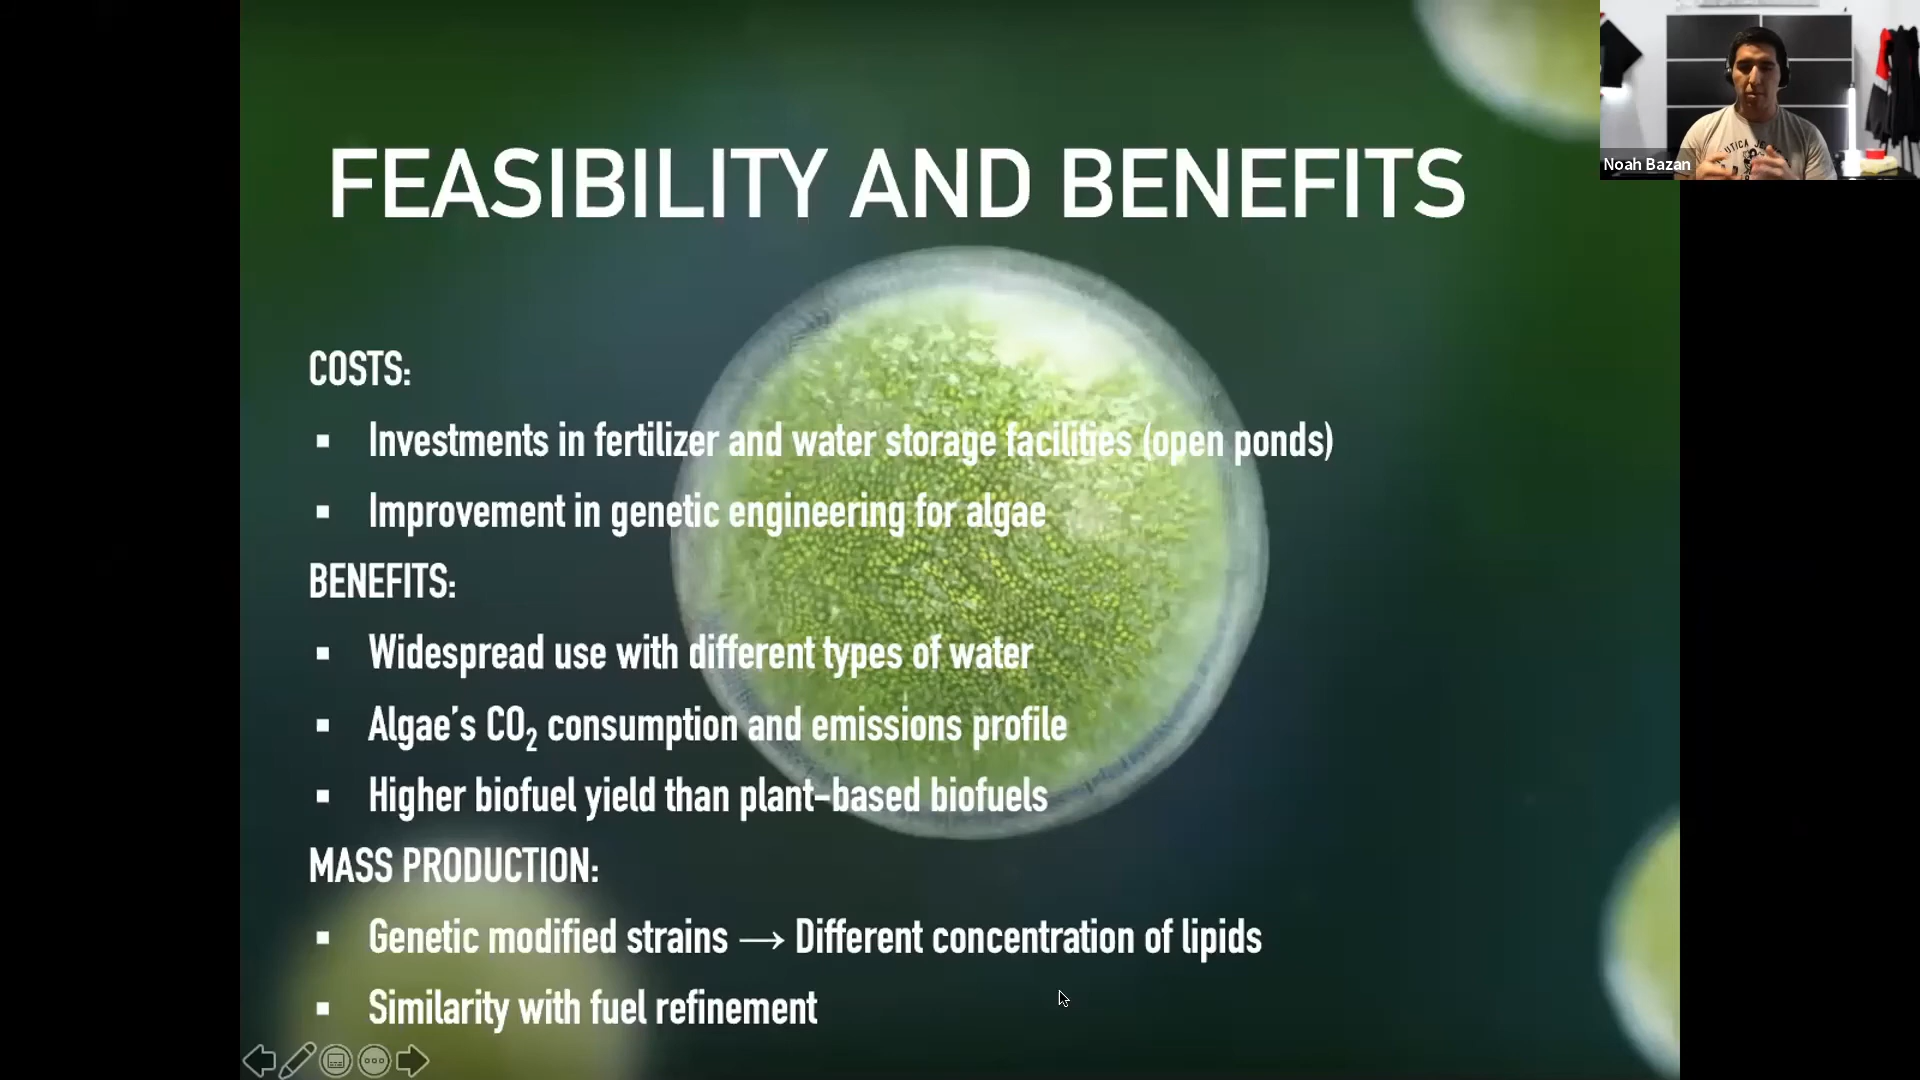 FEASIBILITY AND BENEFITS
Noah Bazan
UTICA
COSTS:
▪ Investments in fertilizer and water storage facilities (open ponds)
▪ Improvement in genetic engineering for algae
BENEFITS:
▪ Widespread use with different types of water
▪ Algae's CO₂ consumption and emissions profile
▪ Higher biofuel yield than plant-based biofuels
MASS PRODUCTION:
▪ Genetic modified strains → Different concentration of lipids
▪ Similarity with fuel refinement